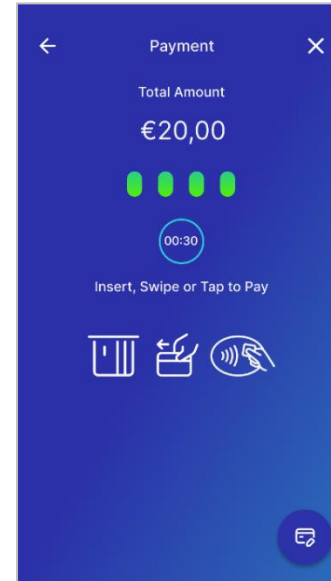 Payment
Total Amount
€20,00
00:30
Insert, Swipe or Tap to Pay